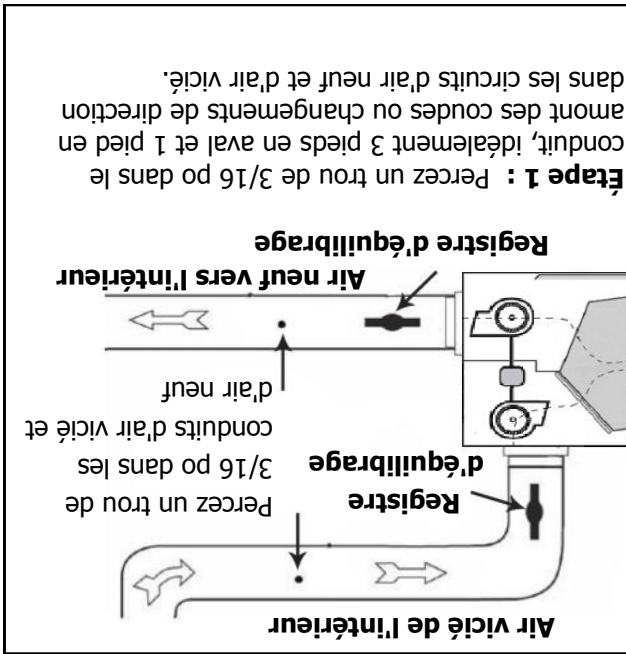 Air vicié de l'intérieur
Percez un trou de
3/16 po dans les
conduits d'air vicié et
d'air neuf
Registre
d'équilibrage
Air neuf vers l'intérieur
Registre d'équilibrage
Étape 1 : Percez un trou de 3/16 po dans le
conduit, idéalement 3 pieds en aval et 1 pied en
amont des coudes ou changements de direction
dans les circuits d'air neuf et d'air vicié.